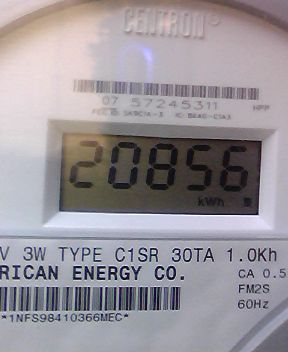 CENTRON
07 57245311
20856
kWh
V 3W TYPE C1SR 30TA 1.0Kh
RICAN ENERGY CO. CA 0.5
FM2S
60Hz
*1NFS98410366MEC*